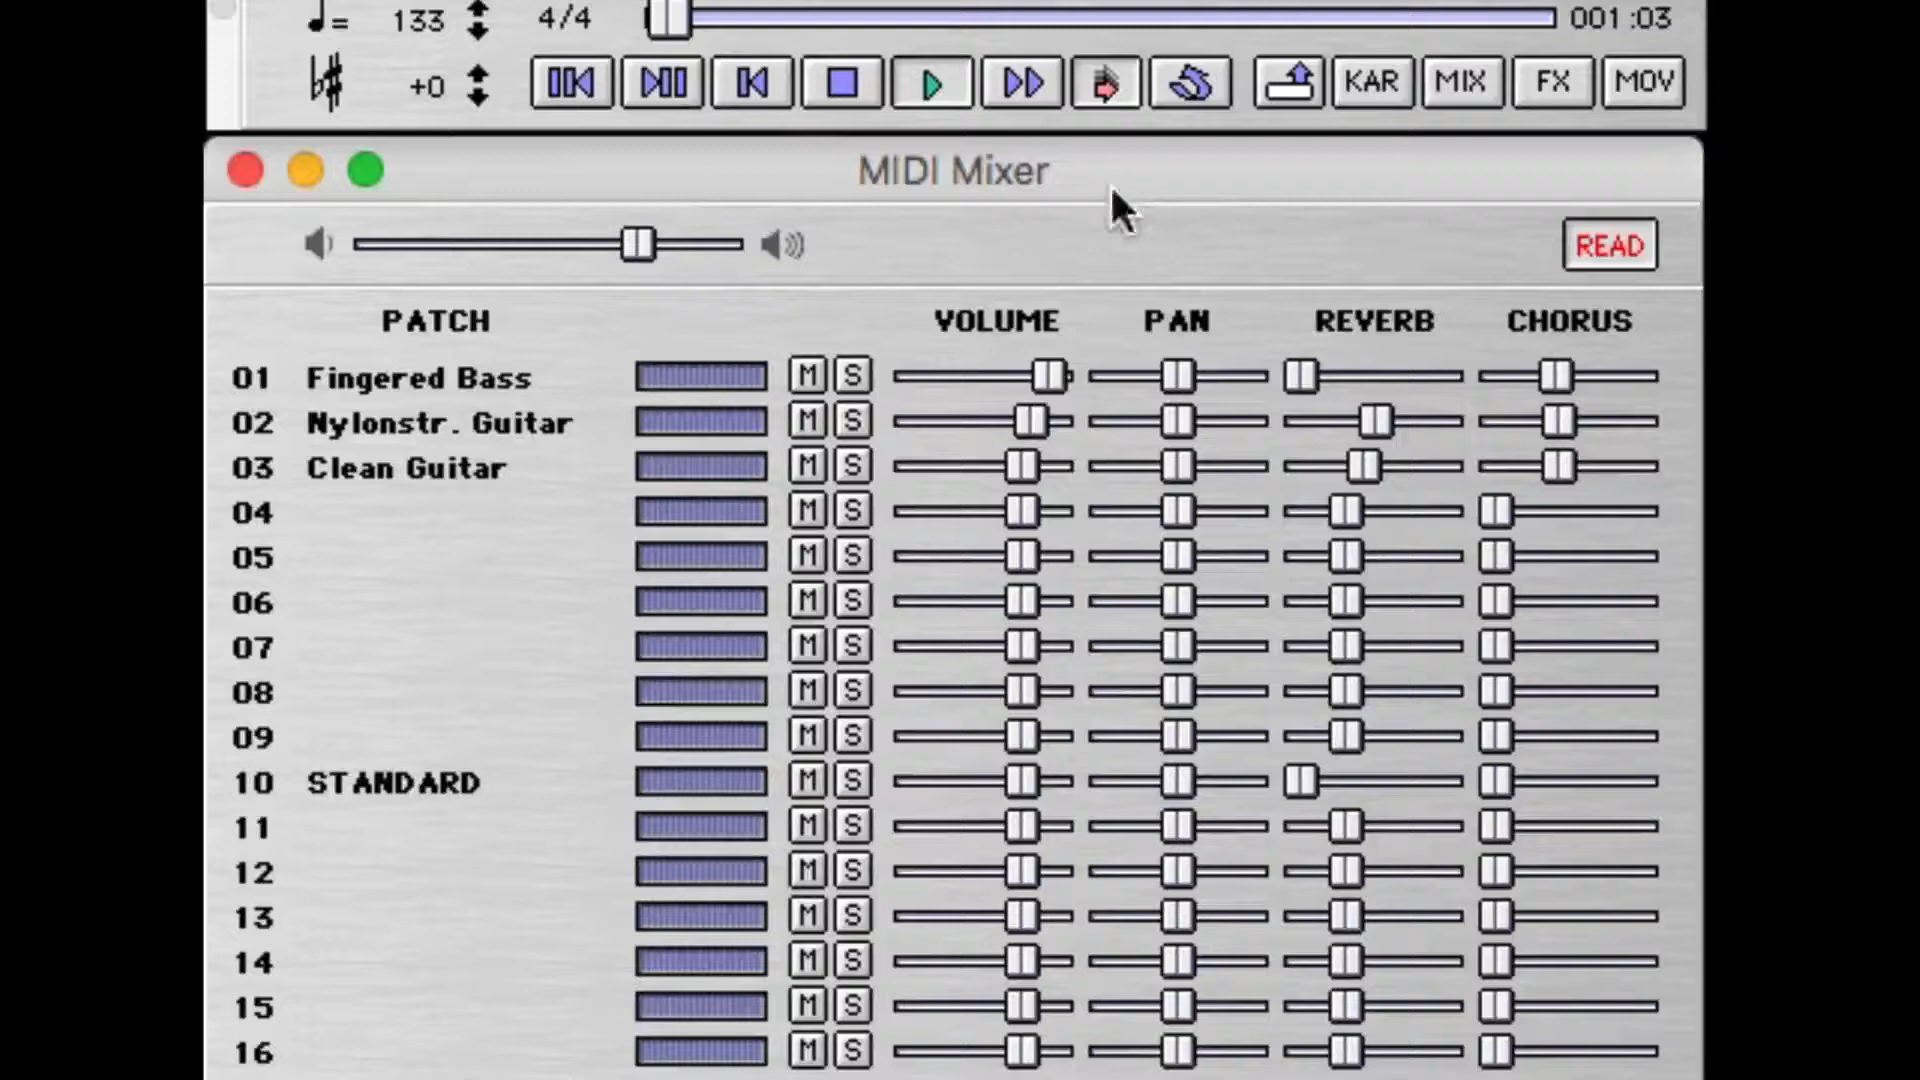 = 133 4/4 001:03
+0 KAR MIX FX MOV
MIDI Mixer
READ
PATCH VOLUME PAN REVERB CHORUS
01 Fingered Bass M S
02 Nylonstr. Guitar M S
03 Clean Guitar M S
04 M S
05 M S
06 M S
07 M S
08 M S
09 M S
10 STANDARD M S
11 M S
12 M S
13 M S
14 M S
15 M S
16 M S